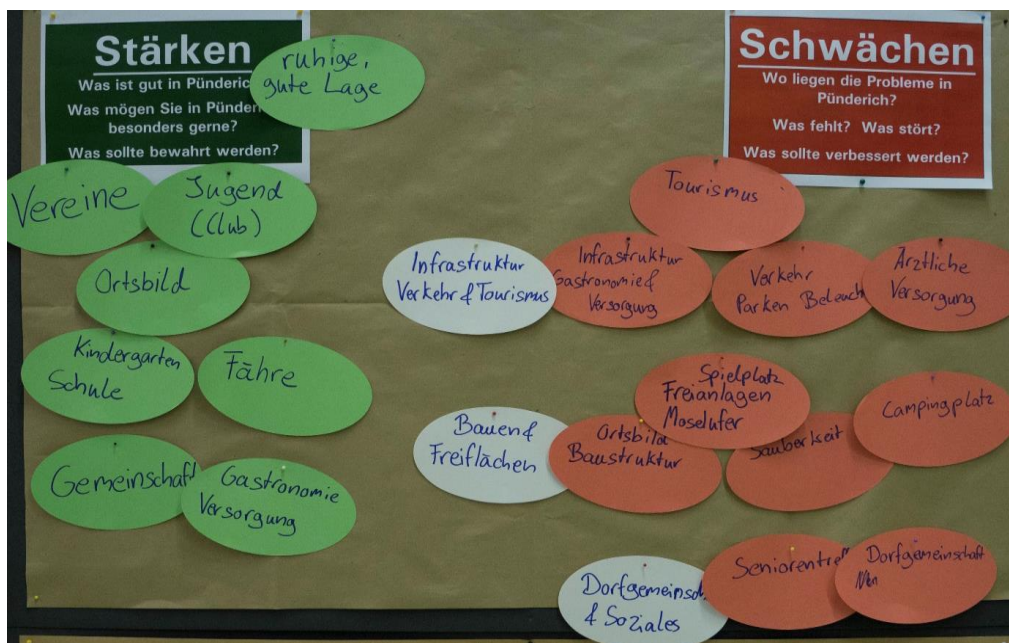 Stärken
Was ist gut in Pünderich
Was mögen Sie in Pünder
besonders gerne?
Was sollte bewahrt werden?
ruhige,
gute Lage
Vereine
Jugend
(Club)
Ortsbild
Kindergarten
Schule
Fähre
Gemeinschaft
Gastronomie
Versorgung
Schwächen
Wo liegen die Probleme in
Pünderich?
Was fehlt? Was stört?
Was sollte verbessert werden?
Tourismus
Infrastruktur
Verkehr & Tourismus
Infrastruktur
Gastronomie &
Versorgung
Verkehr
Parken Beleuch
Ärztliche
Versorgung
Spielplatz
Freianlagen
Moselufer
Bauen &
Freiflächen
Ortsbild
Baustruktur
Sauberkeit
Campingplatz
Dorfgemeinsch
& Soziales
Seniorentreff
Dorfgemeinschaft